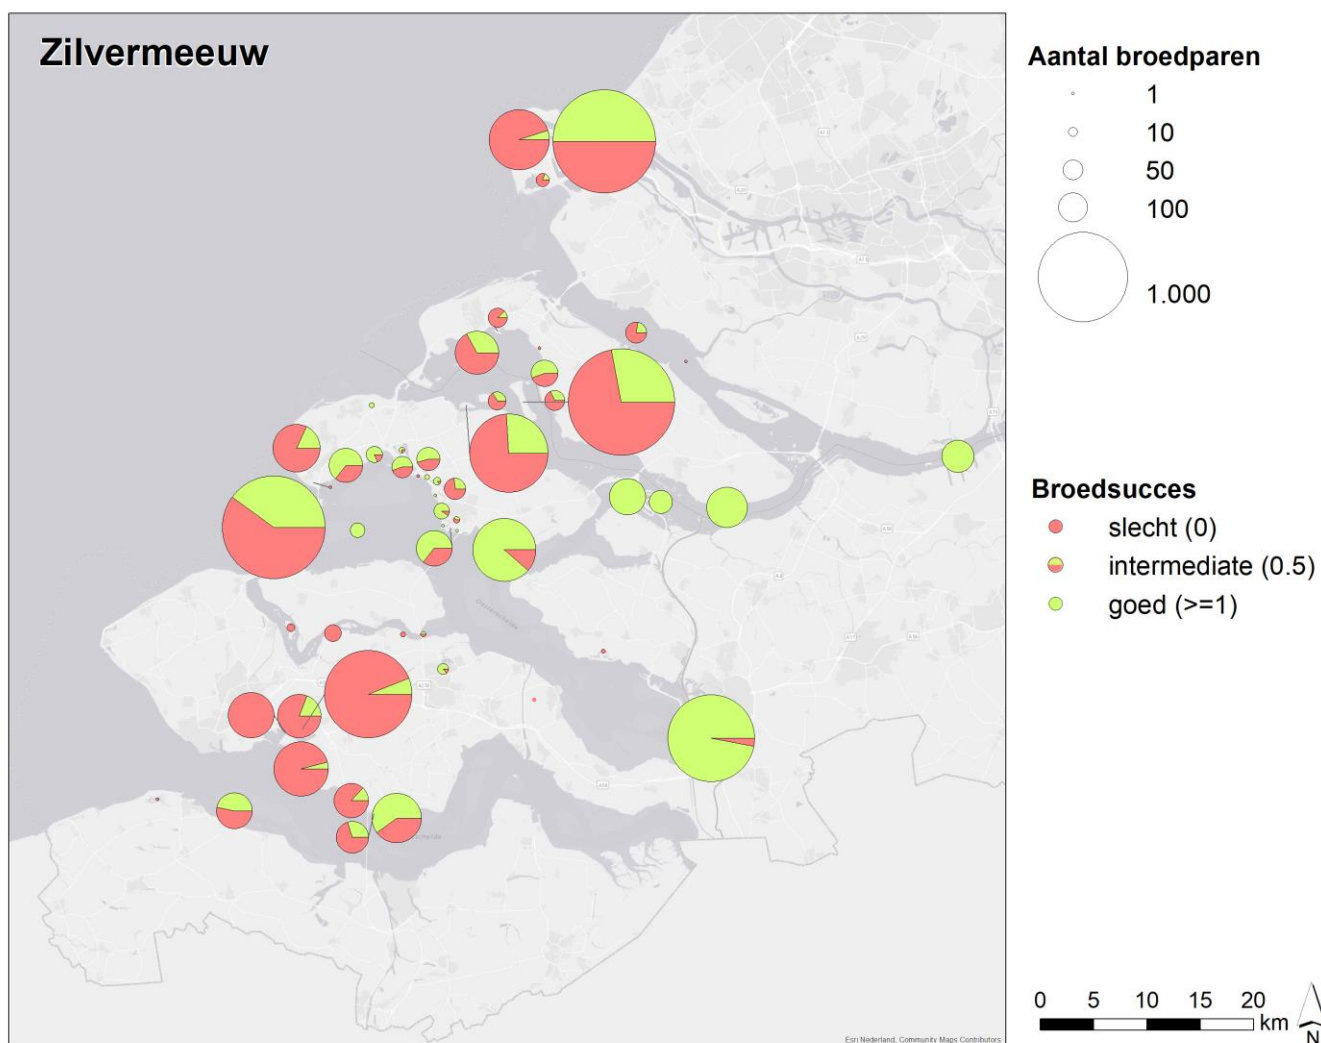 Zilvermeeuw
Aantal broedparen
1
10
50
100
1.000
Broedsucces
slecht (0)
intermediate (0.5)
goed (>=1)
0 5 10 15 20
km
N
Esri Nederland, Community Maps Contributors